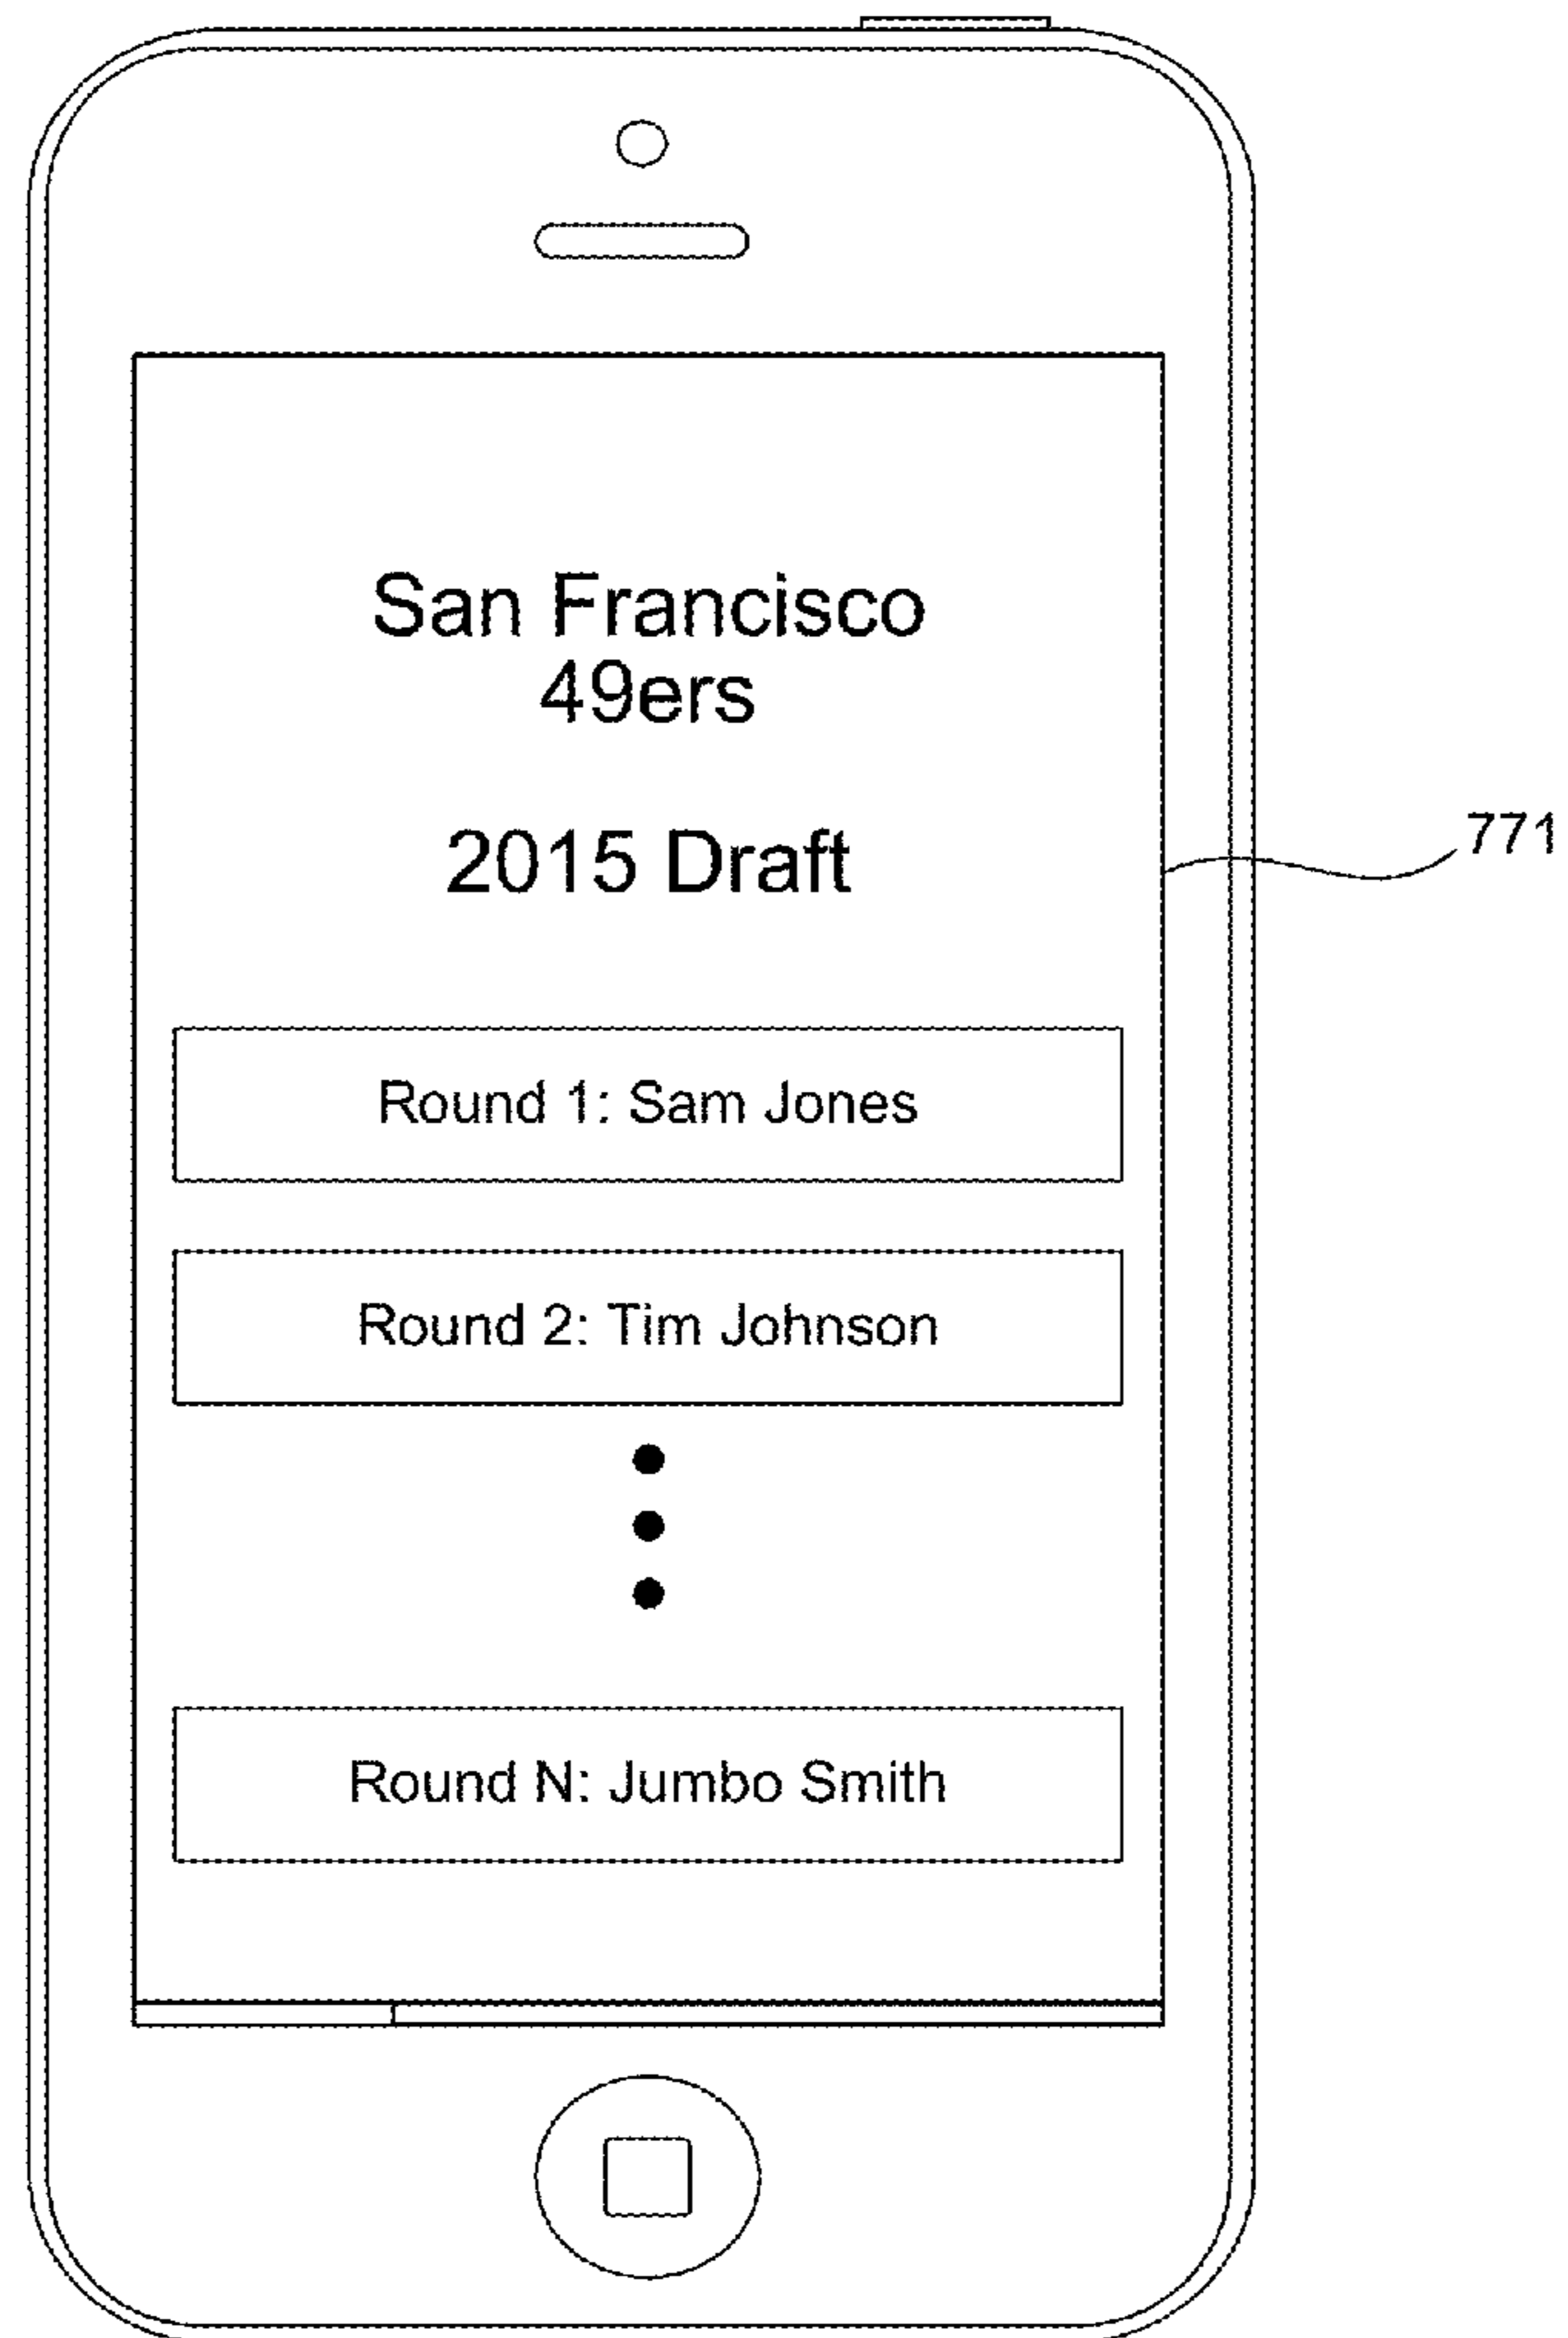 San Francisco
49ers
2015 Draft
771
Round 1: Sam Jones
Round 2: Tim Johnson
Round N: Jumbo Smith